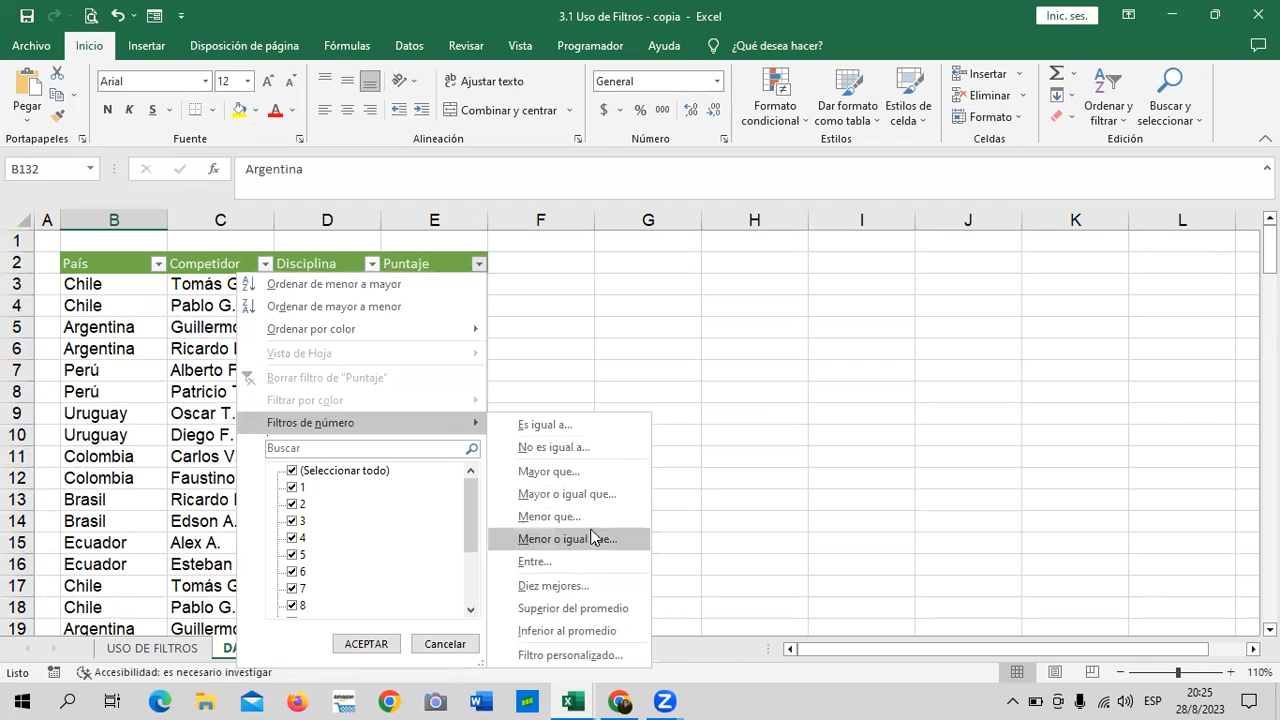 3.1 Uso de Filtros - copia - Excel
Inic. ses.
Archivo Inicio Insertar Disposición de página Fórmulas Datos Revisar Vista Programador Ayuda ¿Qué desea hacer?
Pegar
Portapapeles
Arial 12
N K S
Fuente
Ajustar texto
Combinar y centrar
Alineación
General
$ % 000
Número
Formato condicional
Dar formato como tabla
Estilos de celda
Estilos
Insertar
Eliminar
Formato
Celdas
Ordenar y filtrar
Buscar y seleccionar
Edición
B132 fx Argentina
A B C D E F G H I J K L
1
2 País Competidor Disciplina Puntaje
3 Chile Tomás G
4 Chile Pablo G.
5 Argentina Guillermo
6 Argentina Ricardo
7 Perú Alberto F
8 Perú Patricio
9 Uruguay Oscar T.
10 Uruguay Diego F.
11 Colombia Carlos V
12 Colombia Faustino
13 Brasil Ricardo
14 Brasil Edson A.
15 Ecuador Alex A.
16 Ecuador Esteban
17 Chile Tomás G
18 Chile Pablo G.
19 Argentina Guillermo
Ordenar de menor a mayor
Ordenar de mayor a menor
Ordenar por color
Vista de Hoja
Borrar filtro de "Puntaje"
Filtrar por color
Filtros de número
Buscar
(Seleccionar todo)
1
2
3
4
5
6
7
8
ACEPTAR Cancelar
Es igual a...
No es igual a...
Mayor que...
Mayor o igual que...
Menor que...
Menor o igual que...
Entre...
Diez mejores...
Superior del promedio
Inferior al promedio
Filtro personalizado...
USO DE FILTROS
Listo Accesibilidad: es necesario investigar 110%
ESP
20:25
28/8/2023